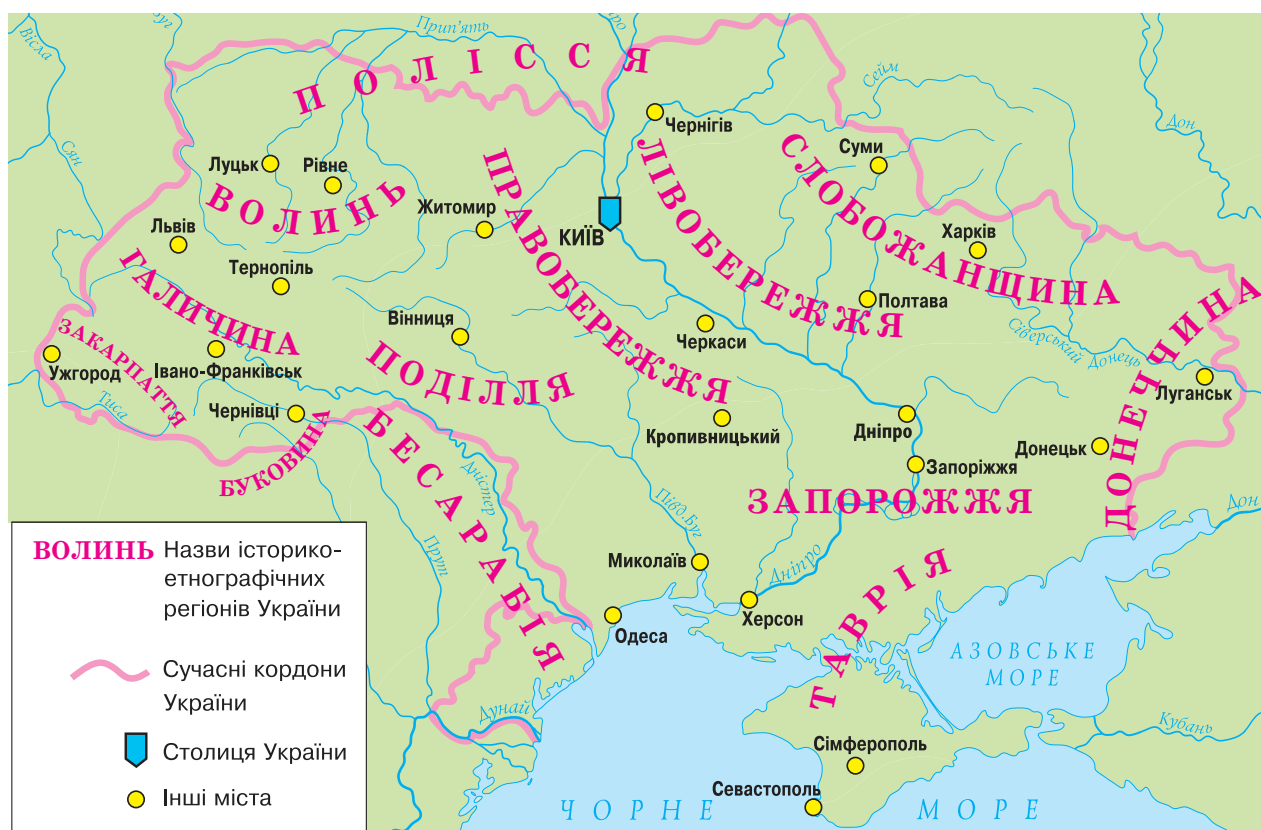 Вісла
Буг
Прип'ять
Дніпро
Сейм
Дон
Сян
ПОЛІССЯ
Чернігів
Суми
Луцьк
Рівне
ВОЛИНЬ
Житомир
ПРАВОБЕРЕЖЖЯ
КИЇВ
ЛІВОБЕРЕЖЖЯ
СЛОБОЖАНЩИНА
Харків
Львів
Тернопіль
ГАЛИЧИНА
Полтава
Вінниця
Черкаси
Сіверський Донець
ДОНЕЧЧИНА
ЗАКАРПАТТЯ
Ужгород
Івано-Франківськ
ПОДІЛЛЯ
Луганськ
Тиса
Чернівці
БУКОВИНА
БЕСАРАБІЯ
Дністер
Кропивницький
Дніпро
Донецьк
Запоріжжя
ЗАПОРОЖЖЯ
Півд.Буг
Дон
Прут
Миколаїв
Дніпро
Херсон
Одеса
ТАВРІЯ
АЗОВСЬКЕ
МОРЕ
Дунай
Кубань
Сімферополь
Севастополь
ЧОРНЕ МОРЕ
ВОЛИНЬ Назви історико-
етнографічних
регіонів України
Сучасні кордони
України
Столиця України
Інші міста